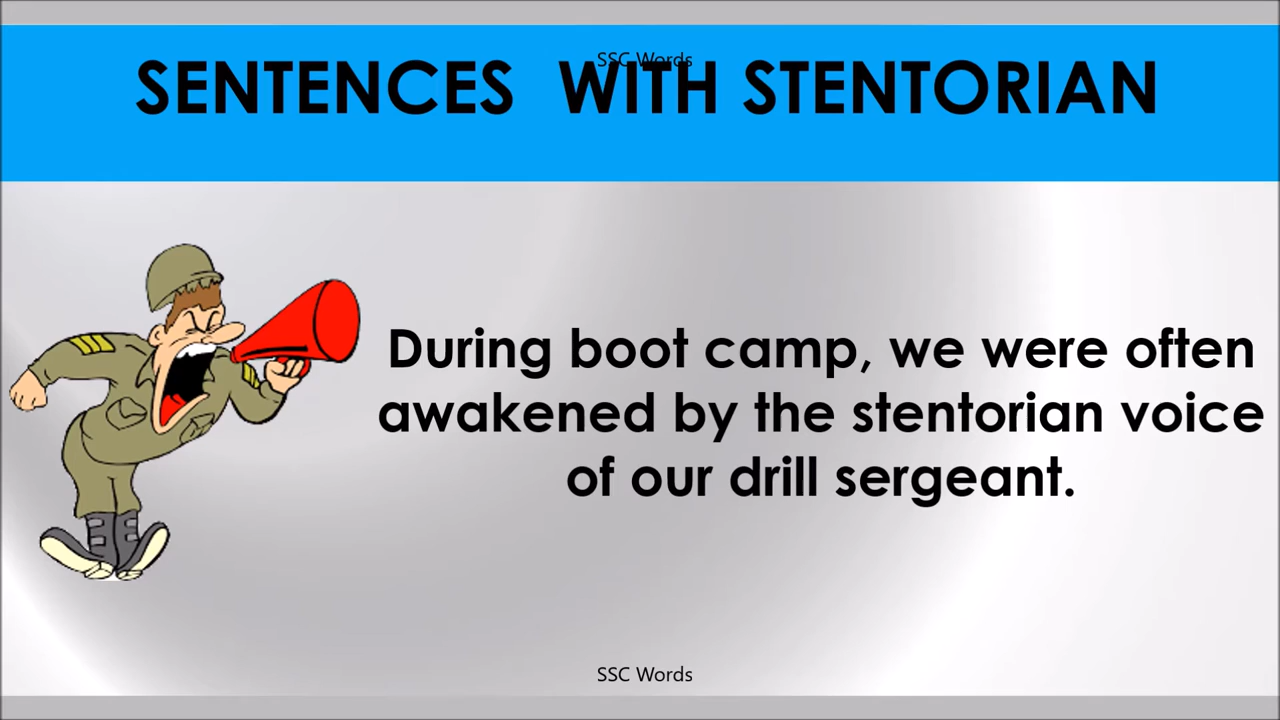 SSC Words
SENTENCES WITH STENTORIAN
During boot camp, we were often
awakened by the stentorian voice
of our drill sergeant.
SSC Words